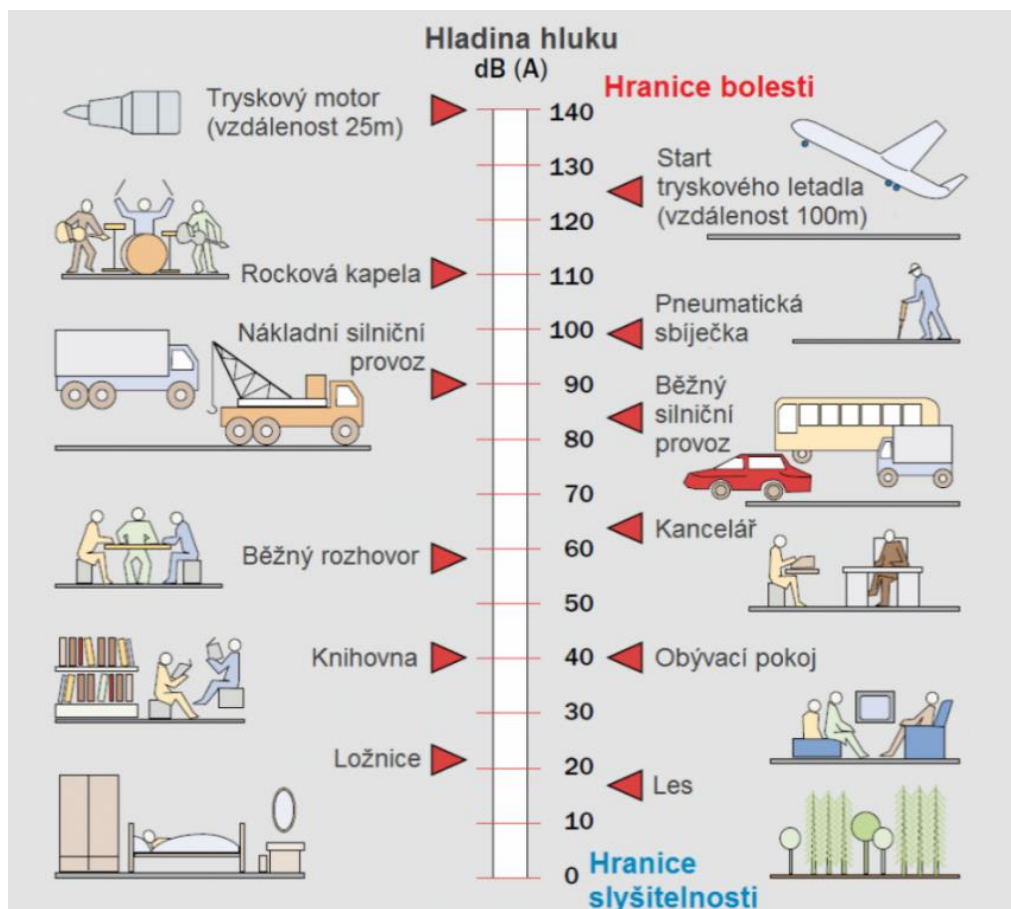 Hladina hluku
dB (A)
Hranice bolesti
Tryskový motor
(vzdálenost 25m)
140
130
Start
tryskového letadla
(vzdálenost 100m)
120
Rocková kapela
110
Pneumatická
sbíječka
100
Nákladní silniční
provoz
90
Běžný
silniční
provoz
80
70
Kancelář
60
Běžný rozhovor
50
Knihovna
40
Obývací pokoj
30
Ložnice
20
Les
10
0
Hranice
slyšitelnosti